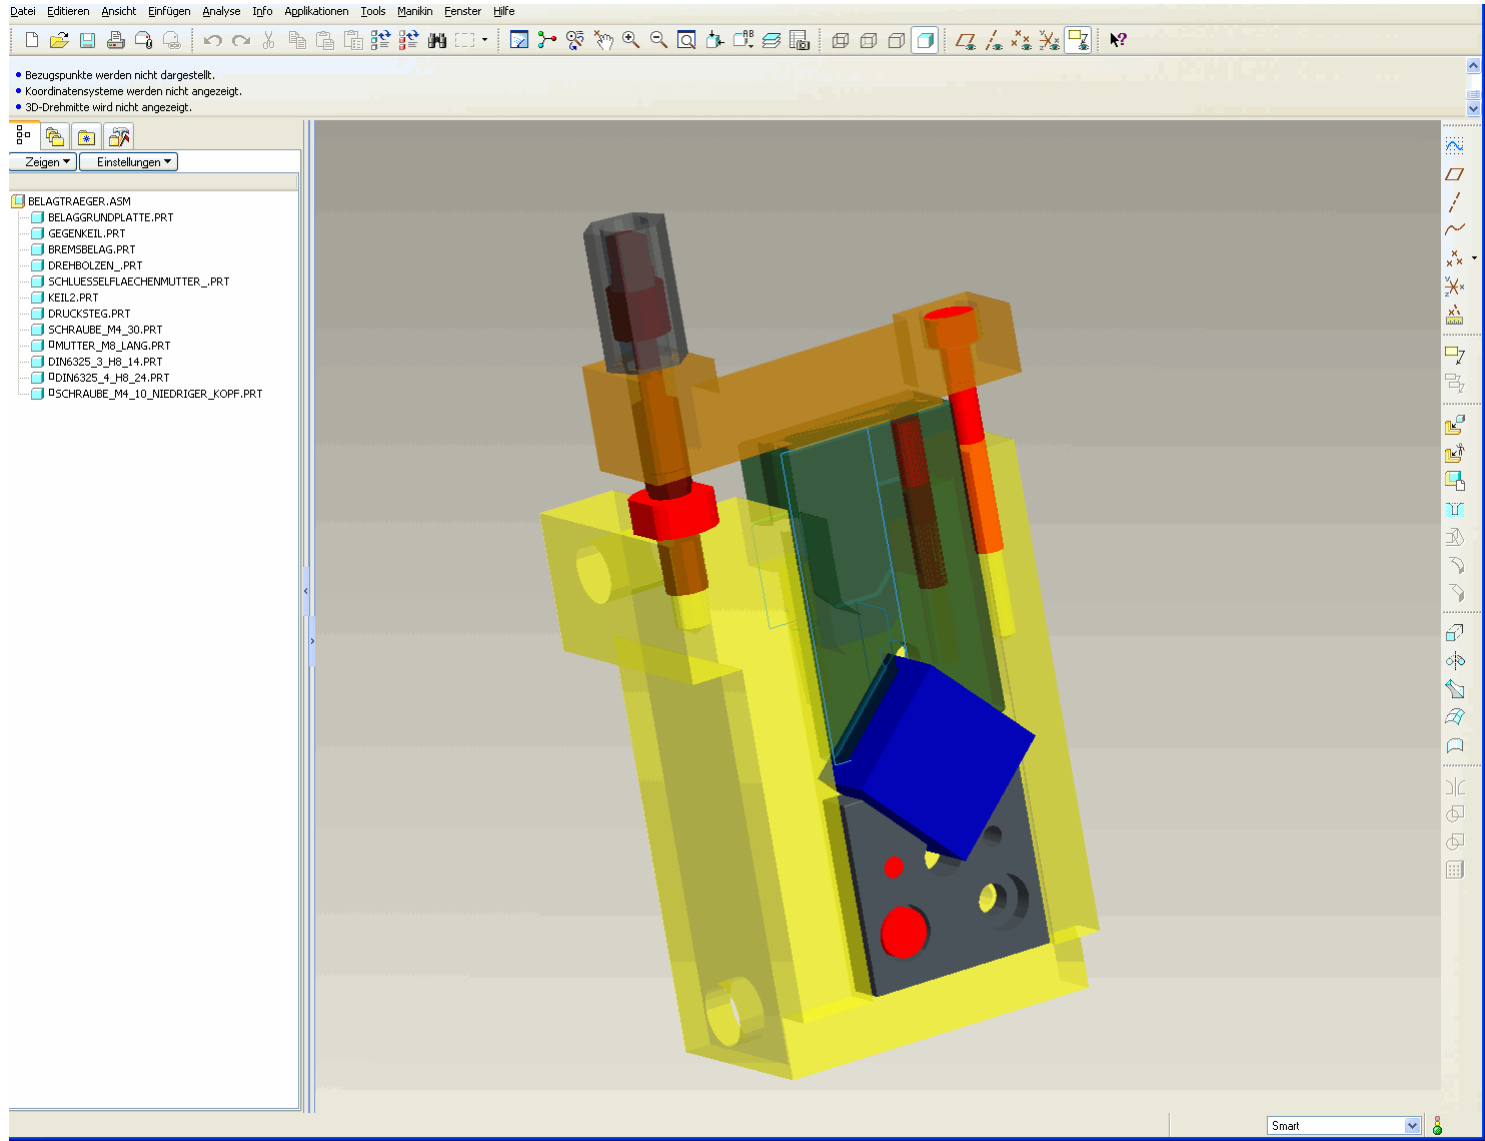 Datei Editieren Ansicht Einfügen Analyse Info Applikationen Tools Manikin Fenster Hilfe
Bezugspunkte werden nicht dargestellt.
Koordinatensysteme werden nicht angezeigt.
3D-Drehmitte wird nicht angezeigt.
Zeigen Einstellungen
BELAGTRAEGER.ASM
BELAGGRUNDPLATTE.PRT
GEGENKEIL.PRT
BREMSBELAG.PRT
DREHBOLZEN_.PRT
SCHLUESSELFLAECHENMUTTER_.PRT
KEIL2.PRT
DRUCKSTEG.PRT
SCHRAUBE_M4_30.PRT
MUTTER_M8_LANG.PRT
DIN6325_3_H8_14.PRT
DIN6325_4_H8_24.PRT
SCHRAUBE_M4_10_NIEDRIGER_KOPF.PRT
Smart